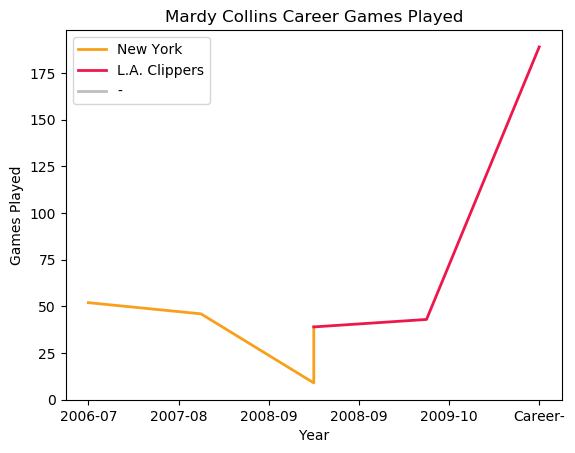 Mardy Collins Career Games Played
New York
L.A. Clippers
-
175
150
125
100
75
50
25
0
Games Played
2006-07 2007-08 2008-09 2008-09 2009-10 Career-
Year